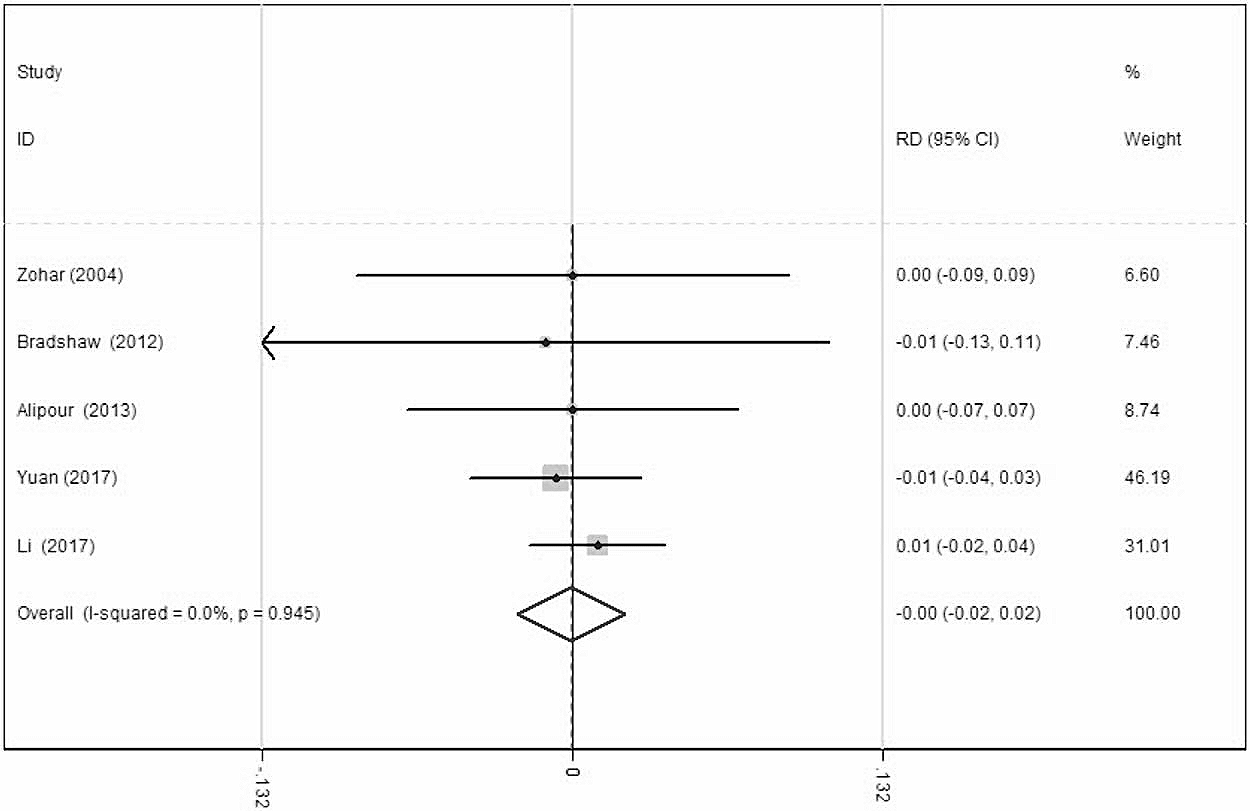 Study %
ID RD (95% CI) Weight
Zohar (2004) 0.00 (-0.09, 0.09) 6.60
Bradshaw (2012) -0.01 (-0.13, 0.11) 7.46
Alipour (2013) 0.00 (-0.07, 0.07) 8.74
Yuan (2017) -0.01 (-0.04, 0.03) 46.19
Li (2017) 0.01 (-0.02, 0.04) 31.01
Overall (I-squared = 0.0%, p = 0.945) -0.00 (-0.02, 0.02) 100.00
-.132 0 .132